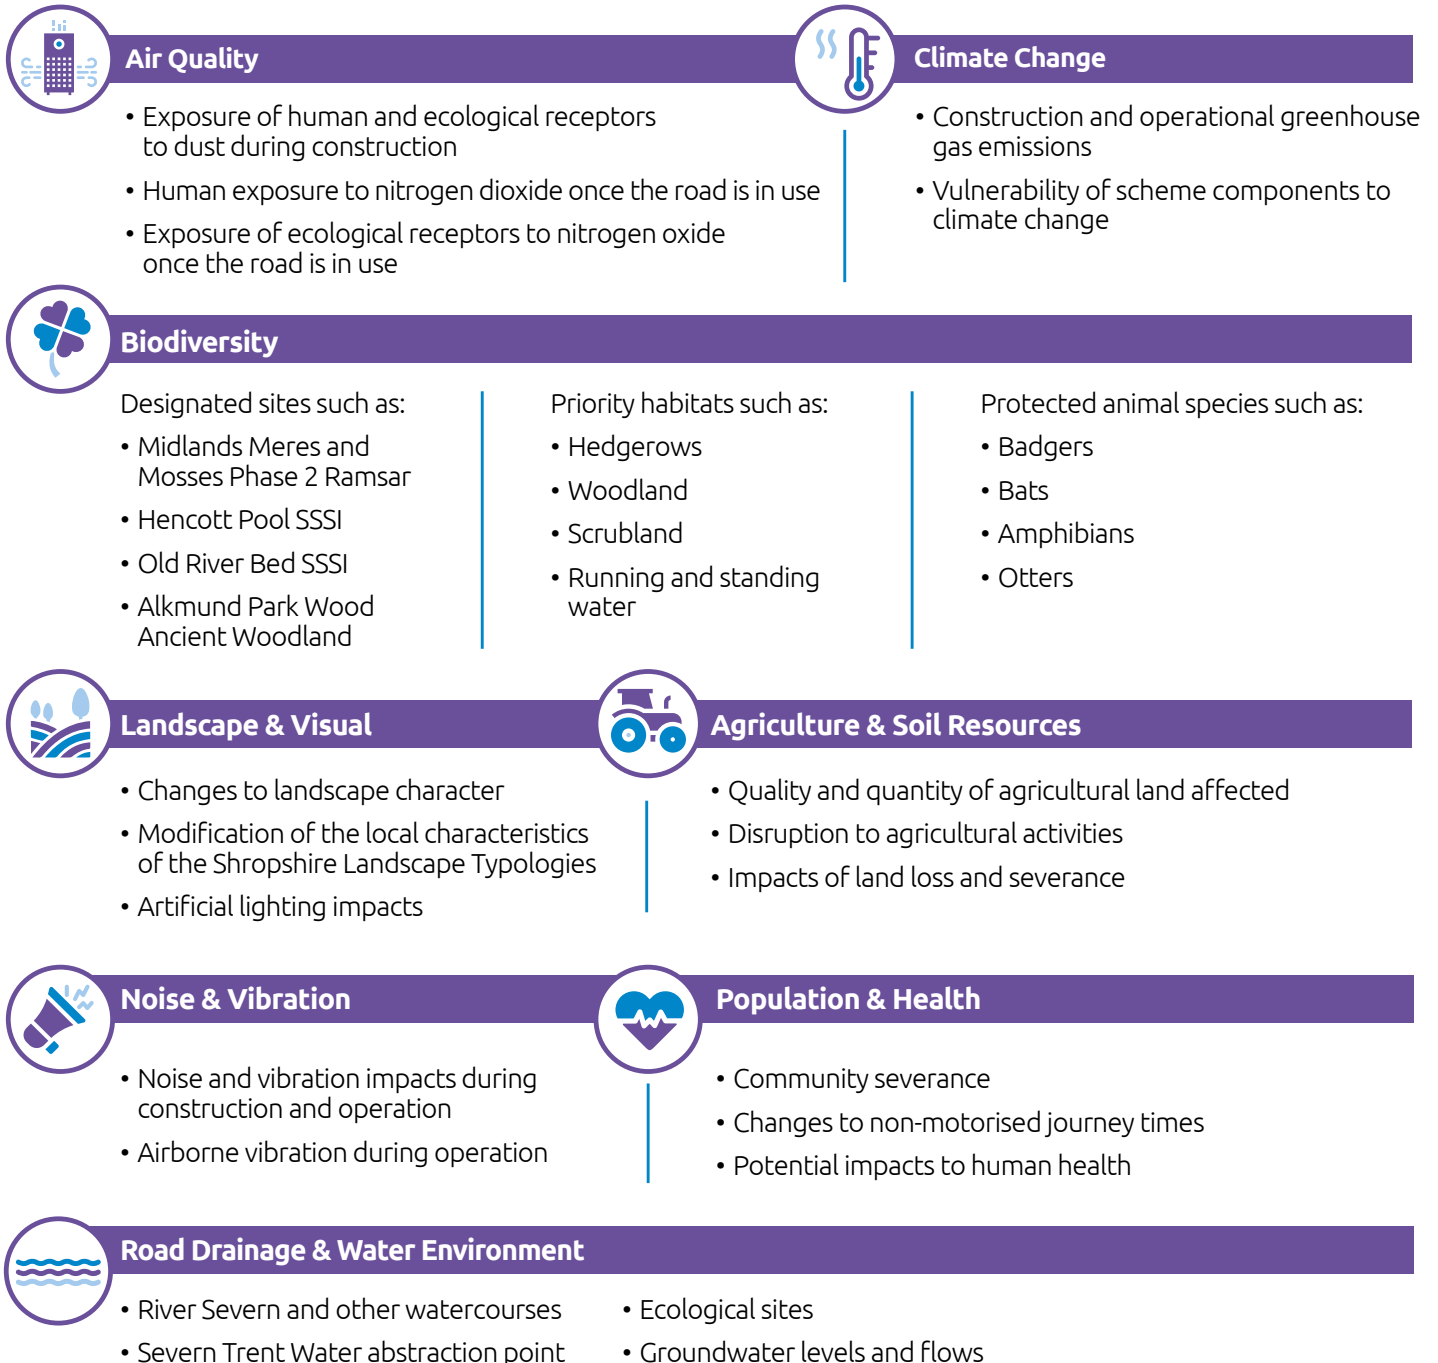 Air Quality
• Exposure of human and ecological receptors
to dust during construction
• Human exposure to nitrogen dioxide once the road is in use
• Exposure of ecological receptors to nitrogen oxide
once the road is in use
Climate Change
• Construction and operational greenhouse
gas emissions
• Vulnerability of scheme components to
climate change
Biodiversity
Designated sites such as:
• Midlands Meres and
Mosses Phase 2 Ramsar
• Hencott Pool SSSI
• Old River Bed SSSI
• Alkmund Park Wood
Ancient Woodland
Priority habitats such as:
• Hedgerows
• Woodland
• Scrubland
• Running and standing
water
Protected animal species such as:
• Badgers
• Bats
• Amphibians
• Otters
Landscape & Visual
• Changes to landscape character
• Modification of the local characteristics
of the Shropshire Landscape Typologies
• Artificial lighting impacts
Agriculture & Soil Resources
• Quality and quantity of agricultural land affected
• Disruption to agricultural activities
• Impacts of land loss and severance
Noise & Vibration
• Noise and vibration impacts during
construction and operation
• Airborne vibration during operation
Population & Health
• Community severance
• Changes to non-motorised journey times
• Potential impacts to human health
Road Drainage & Water Environment
• River Severn and other watercourses
• Severn Trent Water abstraction point
• Ecological sites
• Groundwater levels and flows